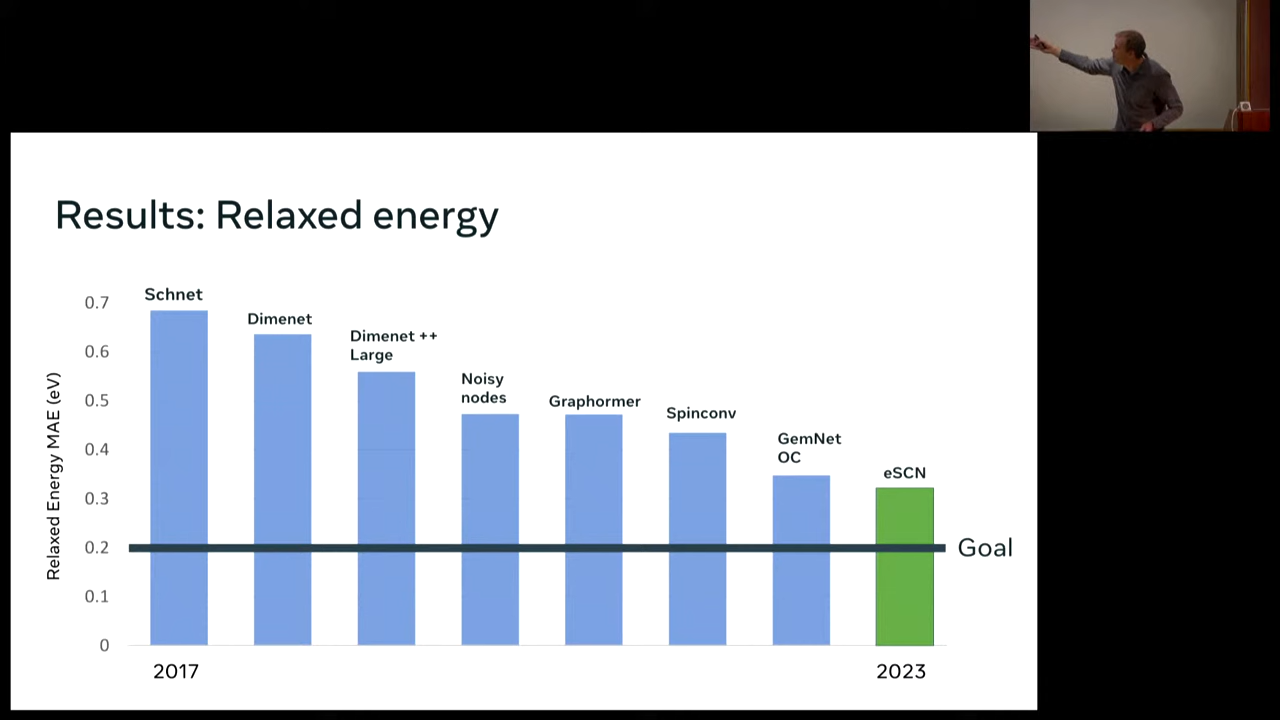 Results: Relaxed energy
Relaxed Energy MAE (eV)
0.7
0.6
0.5
0.4
0.3
0.2
0.1
0
Schnet
Dimenet
Dimenet ++
Large
Noisy
nodes
Graphormer
Spinconv
GemNet
OC
eSCN
Goal
2017
2023